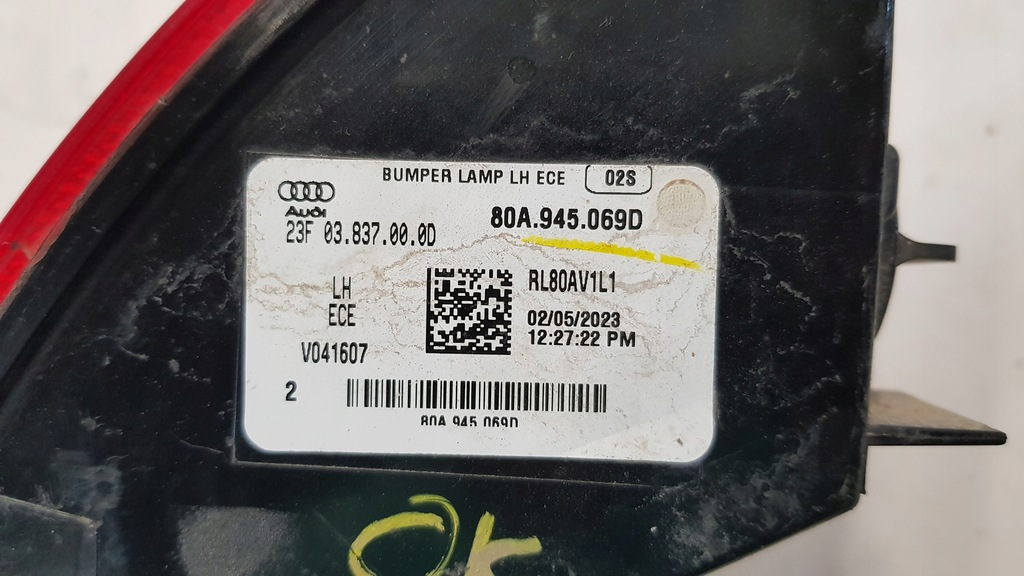 BUMPER LAMP LH ECE 02S
Audi
80A.945.069D
23F 03.837.00.0D
RL80AV1L1
LH
ECE
02/05/2023
12:27:22 PM
V041607
2
80A 945 069D
OK